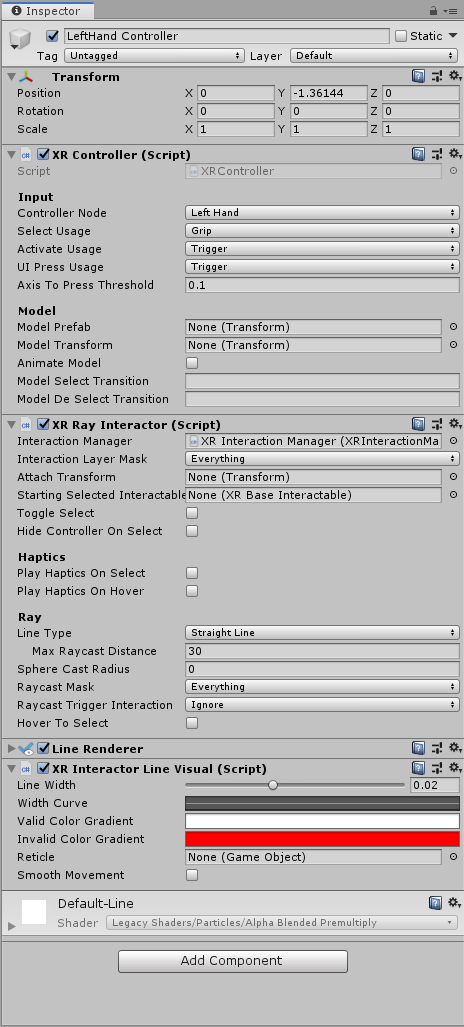 Inspector
LeftHand Controller Static
Tag Untagged Layer Default
Transform
Position X 0 Y -1.36144 Z 0
Rotation X 0 Y 0 Z 0
Scale X 1 Y 1 Z 1
XR Controller (Script)
Script XRController
Input
Controller Node Left Hand
Select Usage Grip
Activate Usage Trigger
UI Press Usage Trigger
Axis To Press Threshold 0.1
Model
Model Prefab None (Transform)
Model Transform None (Transform)
Animate Model
Model Select Transition
Model De Select Transition
XR Ray Interactor (Script)
Interaction Manager XR Interaction Manager (XRInteractionMa
Interaction Layer Mask Everything
Attach Transform None (Transform)
Starting Selected Interactable None (XR Base Interactable)
Toggle Select
Hide Controller On Select
Haptics
Play Haptics On Select
Play Haptics On Hover
Ray
Line Type Straight Line
Max Raycast Distance 30
Sphere Cast Radius 0
Raycast Mask Everything
Raycast Trigger Interaction Ignore
Hover To Select
Line Renderer
XR Interactor Line Visual (Script)
Line Width 0.02
Width Curve
Valid Color Gradient
Invalid Color Gradient
Reticle None (Game Object)
Smooth Movement
Default-Line
Shader Legacy Shaders/Particles/Alpha Blended Premultiply
Add Component